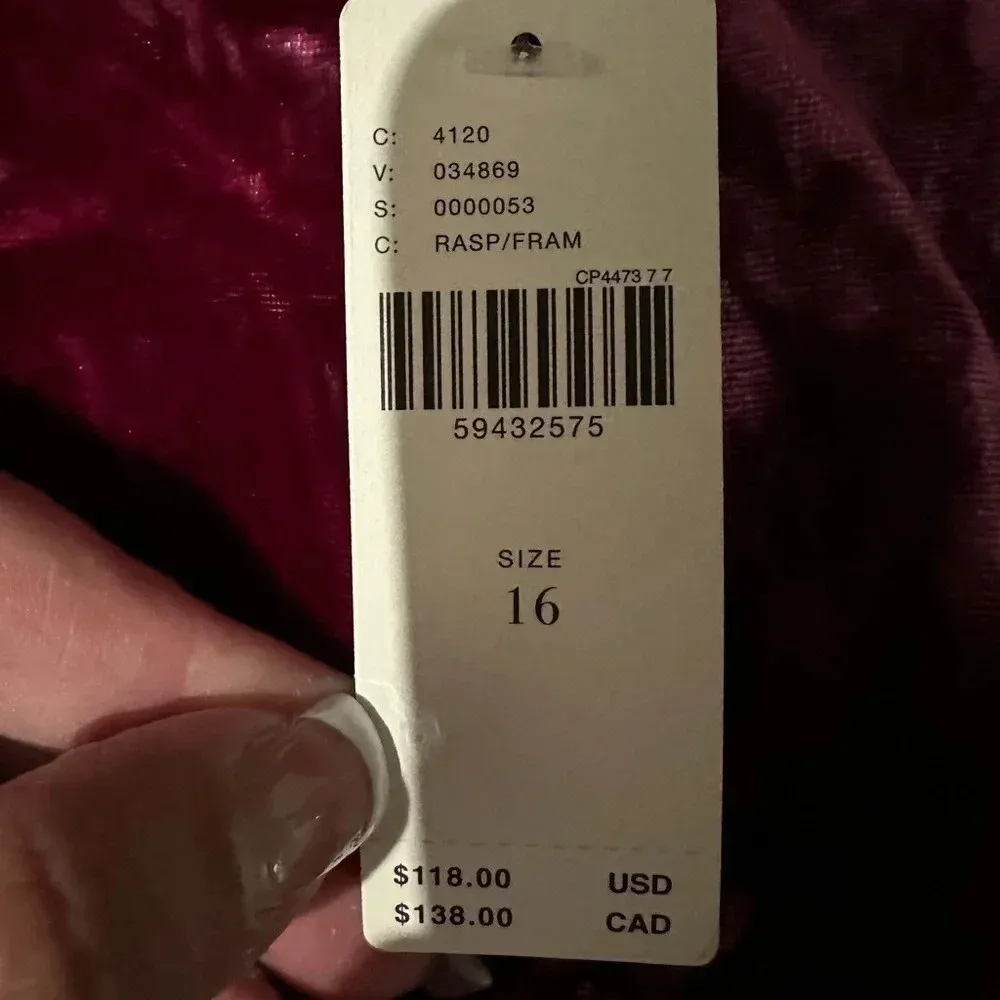 C: 4120
V: 034869
S: 0000053
C: RASP/FRAM
CP4473 7 7
59432575
SIZE
16
$118.00 USD
$138.00 CAD